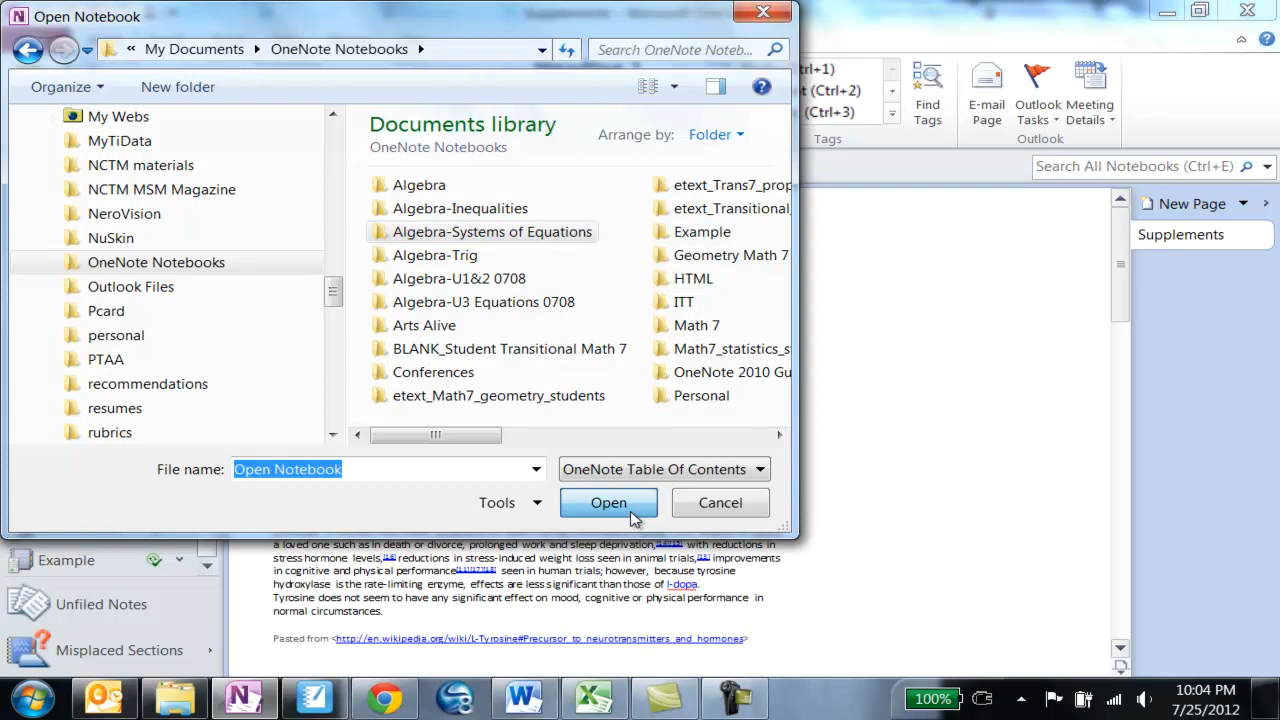 Open Notebook
« My Documents OneNote Notebooks
Search OneNote Noteb...
Organize
New folder
My Webs
MyTiData
NCTM materials
NCTM MSM Magazine
NeroVision
NuSkin
OneNote Notebooks
Outlook Files
Pcard
personal
PTAA
recommendations
resumes
rubrics
Documents library
OneNote Notebooks
Arrange by: Folder
Algebra
Algebra-Inequalities
Algebra-Systems of Equations
Algebra-Trig
Algebra-U1&2 0708
Algebra-U3 Equations 0708
Arts Alive
BLANK_Student Transitional Math 7
Conferences
etext_Math7_geometry_students
etext_Trans7_prop
etext_Transitional_
Example
Geometry Math 7
HTML
ITT
Math 7
Math7_statistics_s
OneNote 2010 Gu
Personal
File name: Open Notebook
OneNote Table Of Contents
Tools
Open
Cancel
trl+1)
t (Ctrl+2)
(Ctrl+3)
Tags
Find
Tags
E-mail
Page
Outlook
Tasks
Meeting
Details
Outlook
Search All Notebooks (Ctrl+E)
New Page
Supplements
Example
Unfiled Notes
Misplaced Sections
a loved one such as in death or divorce, prolonged work and sleep deprivation,[14][15] with reductions in
stress hormone levels,[16] reductions in stress-induced weight loss seen in animal trials,[13] improvements
in cognitive and physical performance[11][17][18] seen in human trials; however, because tyrosine
hydroxylase is the rate-limiting enzyme, effects are less significant than those of l-dopa.
Tyrosine does not seem to have any significant effect on mood, cognitive or physical performance in
normal circumstances.
Pasted from <http://en.wikipedia.org/wiki/L-Tyrosine#Precursor_to_neurotransmitters_and_hormones>
100%
10:04 PM
7/25/2012